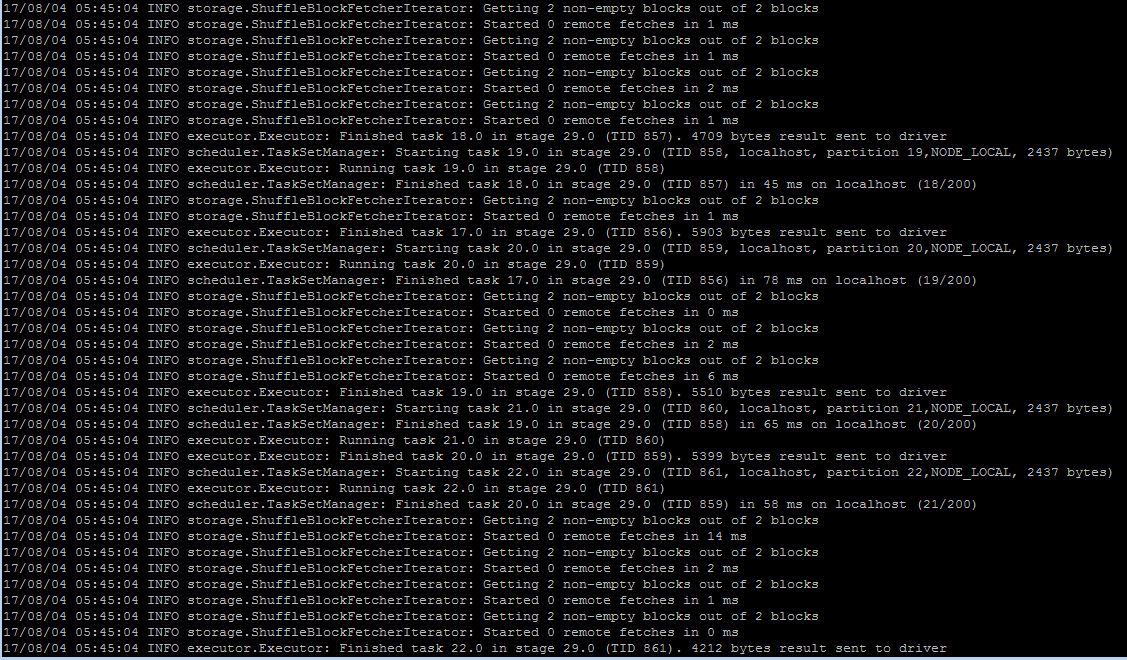 17/08/04 05:45:04 INFO storage.ShuffleBlockFetcherIterator: Getting 2 non-empty blocks out of 2 blocks
17/08/04 05:45:04 INFO storage.ShuffleBlockFetcherIterator: Started 0 remote fetches in 1 ms
17/08/04 05:45:04 INFO storage.ShuffleBlockFetcherIterator: Getting 2 non-empty blocks out of 2 blocks
17/08/04 05:45:04 INFO storage.ShuffleBlockFetcherIterator: Started 0 remote fetches in 1 ms
17/08/04 05:45:04 INFO storage.ShuffleBlockFetcherIterator: Getting 2 non-empty blocks out of 2 blocks
17/08/04 05:45:04 INFO storage.ShuffleBlockFetcherIterator: Started 0 remote fetches in 2 ms
17/08/04 05:45:04 INFO storage.ShuffleBlockFetcherIterator: Getting 2 non-empty blocks out of 2 blocks
17/08/04 05:45:04 INFO storage.ShuffleBlockFetcherIterator: Started 0 remote fetches in 1 ms
17/08/04 05:45:04 INFO executor.Executor: Finished task 18.0 in stage 29.0 (TID 857). 4709 bytes result sent to driver
17/08/04 05:45:04 INFO scheduler.TaskSetManager: Starting task 19.0 in stage 29.0 (TID 858, localhost, partition 19,NODE_LOCAL, 2437 bytes)
17/08/04 05:45:04 INFO executor.Executor: Running task 19.0 in stage 29.0 (TID 858)
17/08/04 05:45:04 INFO scheduler.TaskSetManager: Finished task 18.0 in stage 29.0 (TID 857) in 45 ms on localhost (18/200)
17/08/04 05:45:04 INFO storage.ShuffleBlockFetcherIterator: Getting 2 non-empty blocks out of 2 blocks
17/08/04 05:45:04 INFO storage.ShuffleBlockFetcherIterator: Started 0 remote fetches in 1 ms
17/08/04 05:45:04 INFO executor.Executor: Finished task 17.0 in stage 29.0 (TID 856). 5903 bytes result sent to driver
17/08/04 05:45:04 INFO scheduler.TaskSetManager: Starting task 20.0 in stage 29.0 (TID 859, localhost, partition 20,NODE_LOCAL, 2437 bytes)
17/08/04 05:45:04 INFO executor.Executor: Running task 20.0 in stage 29.0 (TID 859)
17/08/04 05:45:04 INFO scheduler.TaskSetManager: Finished task 17.0 in stage 29.0 (TID 856) in 78 ms on localhost (19/200)
17/08/04 05:45:04 INFO storage.ShuffleBlockFetcherIterator: Getting 2 non-empty blocks out of 2 blocks
17/08/04 05:45:04 INFO storage.ShuffleBlockFetcherIterator: Started 0 remote fetches in 0 ms
17/08/04 05:45:04 INFO storage.ShuffleBlockFetcherIterator: Getting 2 non-empty blocks out of 2 blocks
17/08/04 05:45:04 INFO storage.ShuffleBlockFetcherIterator: Started 0 remote fetches in 2 ms
17/08/04 05:45:04 INFO storage.ShuffleBlockFetcherIterator: Getting 2 non-empty blocks out of 2 blocks
17/08/04 05:45:04 INFO storage.ShuffleBlockFetcherIterator: Started 0 remote fetches in 6 ms
17/08/04 05:45:04 INFO executor.Executor: Finished task 19.0 in stage 29.0 (TID 858). 5510 bytes result sent to driver
17/08/04 05:45:04 INFO scheduler.TaskSetManager: Starting task 21.0 in stage 29.0 (TID 860, localhost, partition 21,NODE_LOCAL, 2437 bytes)
17/08/04 05:45:04 INFO scheduler.TaskSetManager: Finished task 19.0 in stage 29.0 (TID 858) in 65 ms on localhost (20/200)
17/08/04 05:45:04 INFO executor.Executor: Running task 21.0 in stage 29.0 (TID 860)
17/08/04 05:45:04 INFO executor.Executor: Finished task 20.0 in stage 29.0 (TID 859). 5399 bytes result sent to driver
17/08/04 05:45:04 INFO scheduler.TaskSetManager: Starting task 22.0 in stage 29.0 (TID 861, localhost, partition 22,NODE_LOCAL, 2437 bytes)
17/08/04 05:45:04 INFO executor.Executor: Running task 22.0 in stage 29.0 (TID 861)
17/08/04 05:45:04 INFO scheduler.TaskSetManager: Finished task 20.0 in stage 29.0 (TID 859) in 58 ms on localhost (21/200)
17/08/04 05:45:04 INFO storage.ShuffleBlockFetcherIterator: Getting 2 non-empty blocks out of 2 blocks
17/08/04 05:45:04 INFO storage.ShuffleBlockFetcherIterator: Started 0 remote fetches in 14 ms
17/08/04 05:45:04 INFO storage.ShuffleBlockFetcherIterator: Getting 2 non-empty blocks out of 2 blocks
17/08/04 05:45:04 INFO storage.ShuffleBlockFetcherIterator: Started 0 remote fetches in 2 ms
17/08/04 05:45:04 INFO storage.ShuffleBlockFetcherIterator: Getting 2 non-empty blocks out of 2 blocks
17/08/04 05:45:04 INFO storage.ShuffleBlockFetcherIterator: Started 0 remote fetches in 1 ms
17/08/04 05:45:04 INFO storage.ShuffleBlockFetcherIterator: Getting 2 non-empty blocks out of 2 blocks
17/08/04 05:45:04 INFO storage.ShuffleBlockFetcherIterator: Started 0 remote fetches in 0 ms
17/08/04 05:45:04 INFO executor.Executor: Finished task 22.0 in stage 29.0 (TID 861). 4212 bytes result sent to driver